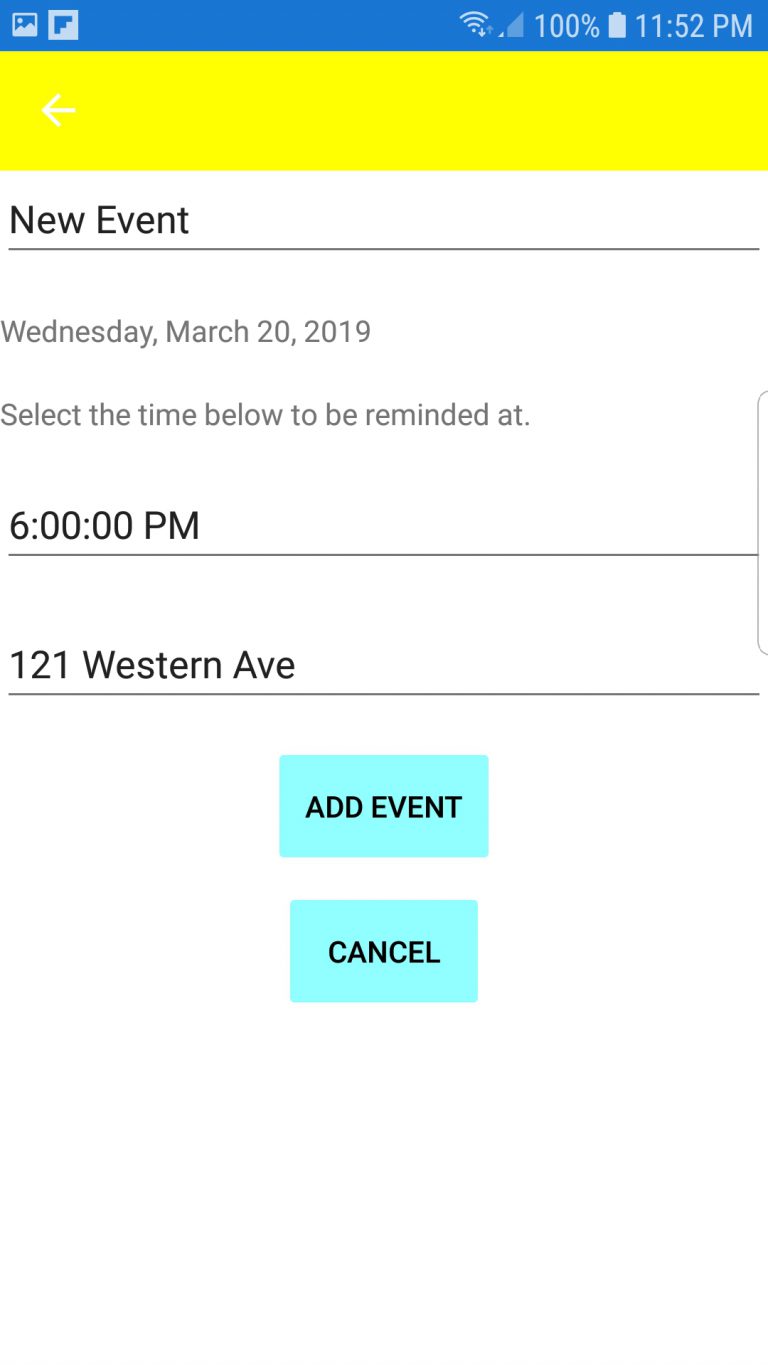 100% 11:52 PM
New Event
Wednesday, March 20, 2019
Select the time below to be reminded at.
6:00:00 PM
121 Western Ave
ADD EVENT
CANCEL